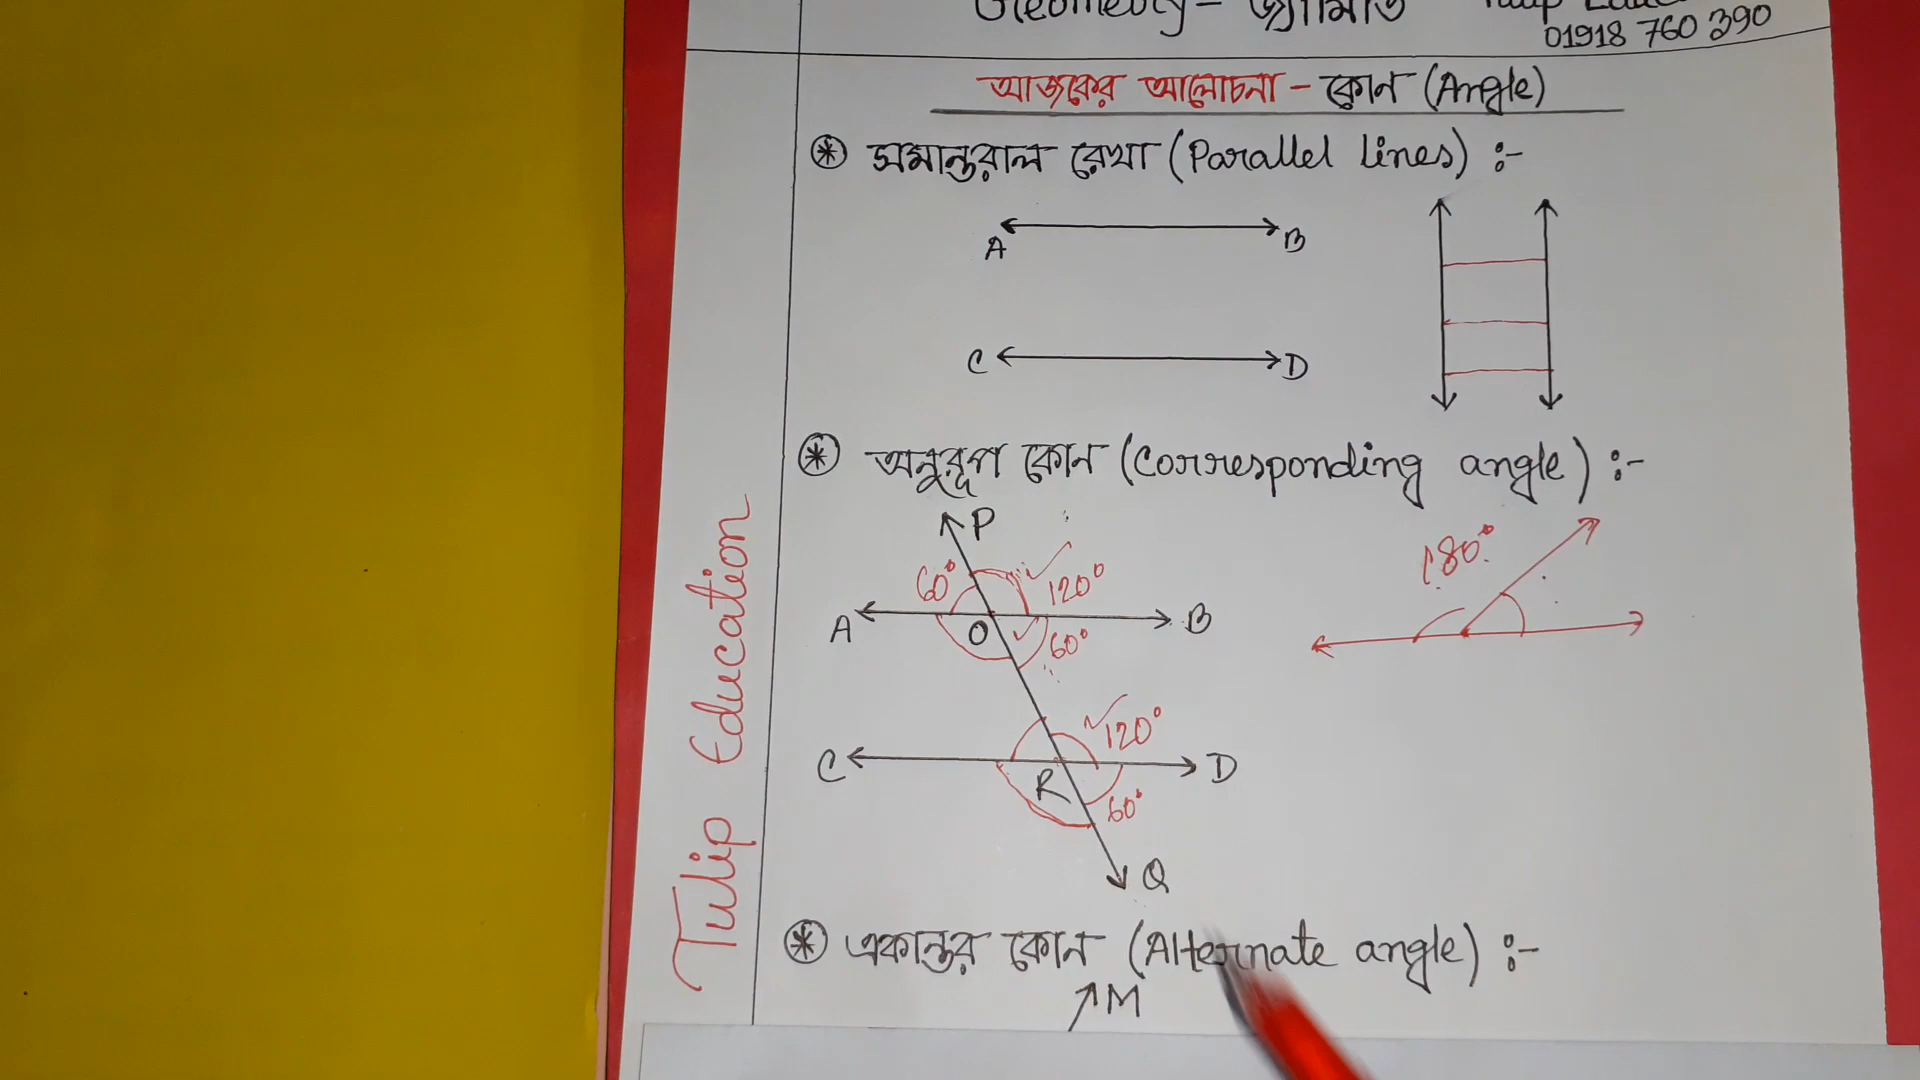 Geometry - জ্যামিতি
01918 760 390
আজকের আলোচনা - কোন (Angle)
সমান্তরাল রেখা (Parallel lines) :-
A B
C D
অনুরূপ কোন (Corresponding angle) :-
P
60° 120°
A O B
60°
180°
120°
C R D
60°
Q
একান্তর কোন (Alternate angle) :-
M
Tulip Education